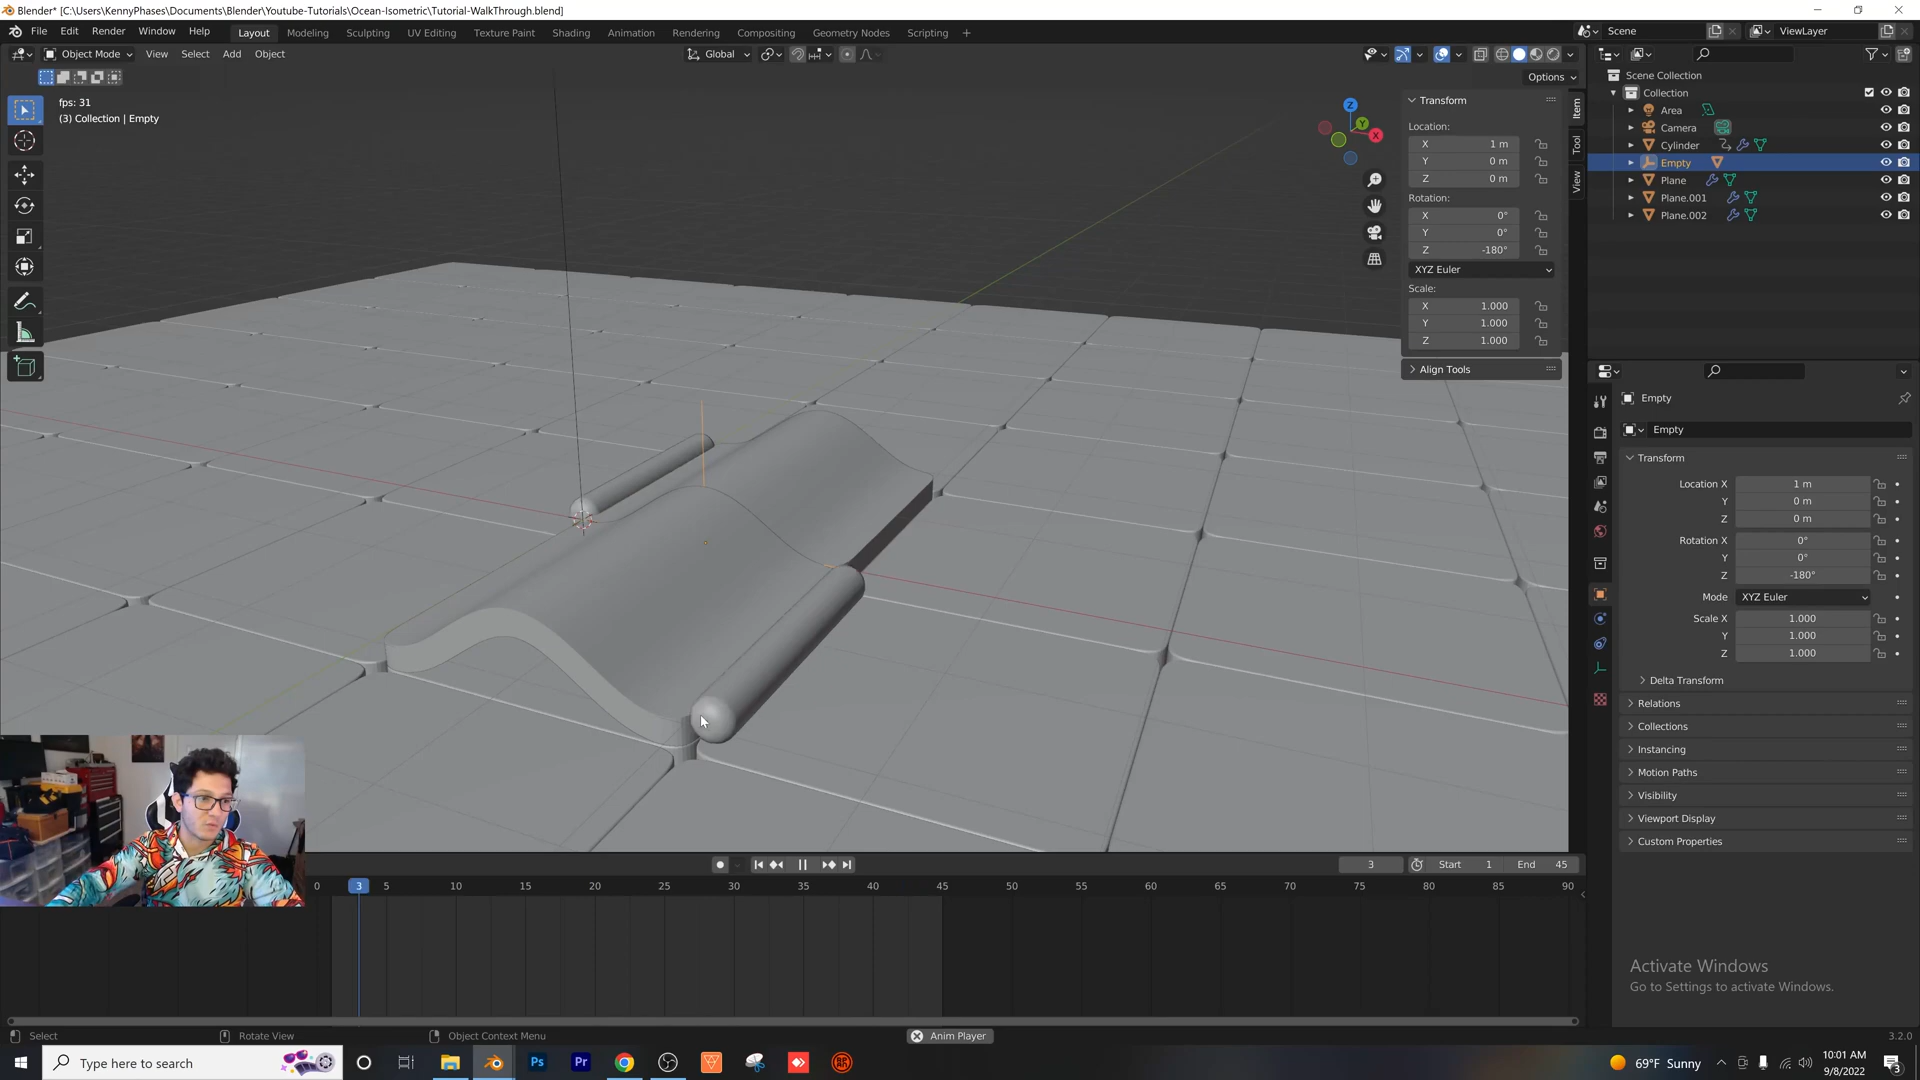 Blender* [C:\Users\KennyPhases\Documents\Blender\Youtube-Tutorials\Ocean-Isometric\Tutorial-WalkThrough.blend]
File Edit Render Window Help Layout Modeling Sculpting UV Editing Texture Paint Shading Animation Rendering Compositing Geometry Nodes Scripting + Scene ViewLayer
Object Mode View Select Add Object Global
Options
fps: 31
(3) Collection | Empty
Z
Y
X
Transform
Location:
X 1 m
Y 0 m
Z 0 m
Rotation:
X 0°
Y 0°
Z -180°
XYZ Euler
Scale:
X 1.000
Y 1.000
Z 1.000
Align Tools
Item
Tool
View
Scene Collection
Collection
Area
Camera
Cylinder
Empty
Plane
Plane.001
Plane.002
Empty
Empty
Transform
Location X 1 m
Y 0 m
Z 0 m
Rotation X 0°
Y 0°
Z -180°
Mode XYZ Euler
Scale X 1.000
Y 1.000
Z 1.000
Delta Transform
Relations
Collections
Instancing
Motion Paths
Visibility
Viewport Display
Custom Properties
3 Start 1 End 45
0 3 5 10 15 20 25 30 35 40 45 50 55 60 65 70 75 80 85 90
Activate Windows
Go to Settings to activate Windows.
Select Rotate View Object Context Menu Anim Player 3.2.0
Type here to search Ps Pr 69°F Sunny 10:01 AM
9/8/2022 3